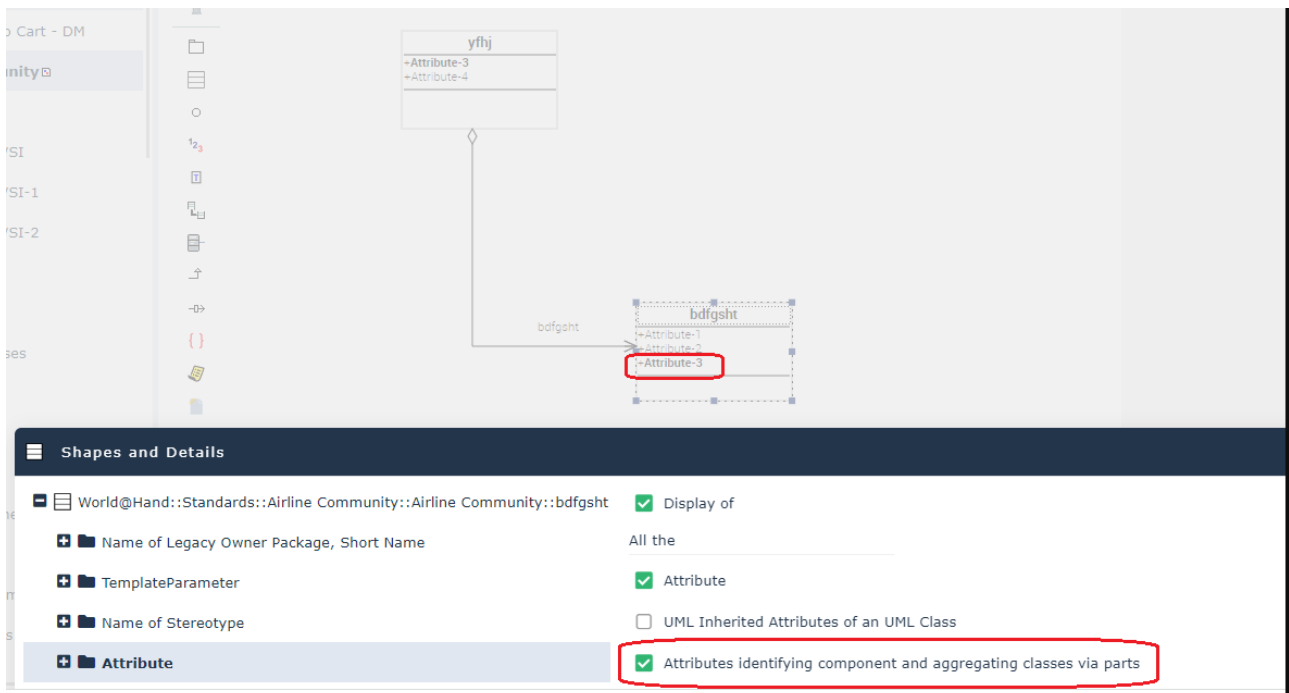 o Cart - DM
unity
yfhj
+Attribute-3
+Attribute-4
123
/SI
T
/SI-1
/SI-2
bdfgsht
bdfgsht
+Attribute-1
+Attribute-2
+Attribute-3
{ }
ses
Shapes and Details
World@Hand::Standards::Airline Community::Airline Community::bdfgsht
Display of
Name of Legacy Owner Package, Short Name
All the
TemplateParameter
Attribute
Name of Stereotype
UML Inherited Attributes of an UML Class
Attribute
Attributes identifying component and aggregating classes via parts